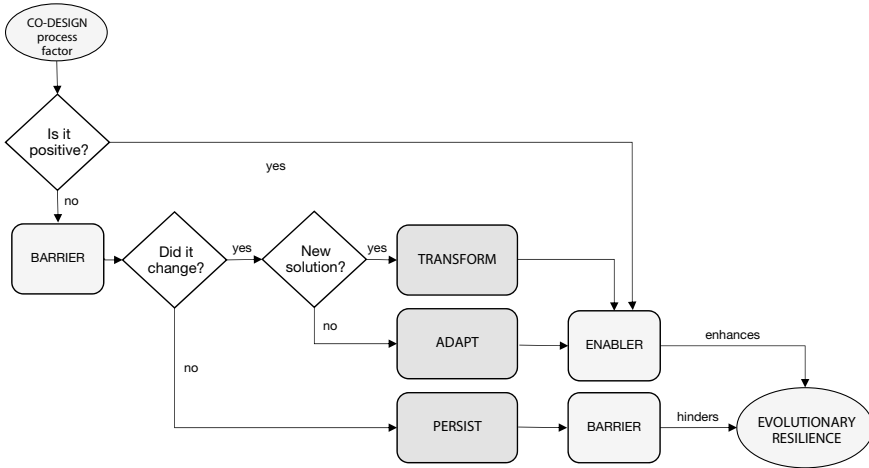 CO-DESIGN
process
factor
Is it
positive?
yes
no
BARRIER
Did it
change?
yes
New
solution?
yes
TRANSFORM
no
ADAPT
ENABLER
enhances
no
PERSIST
BARRIER
hinders
EVOLUTIONARY
RESILIENCE